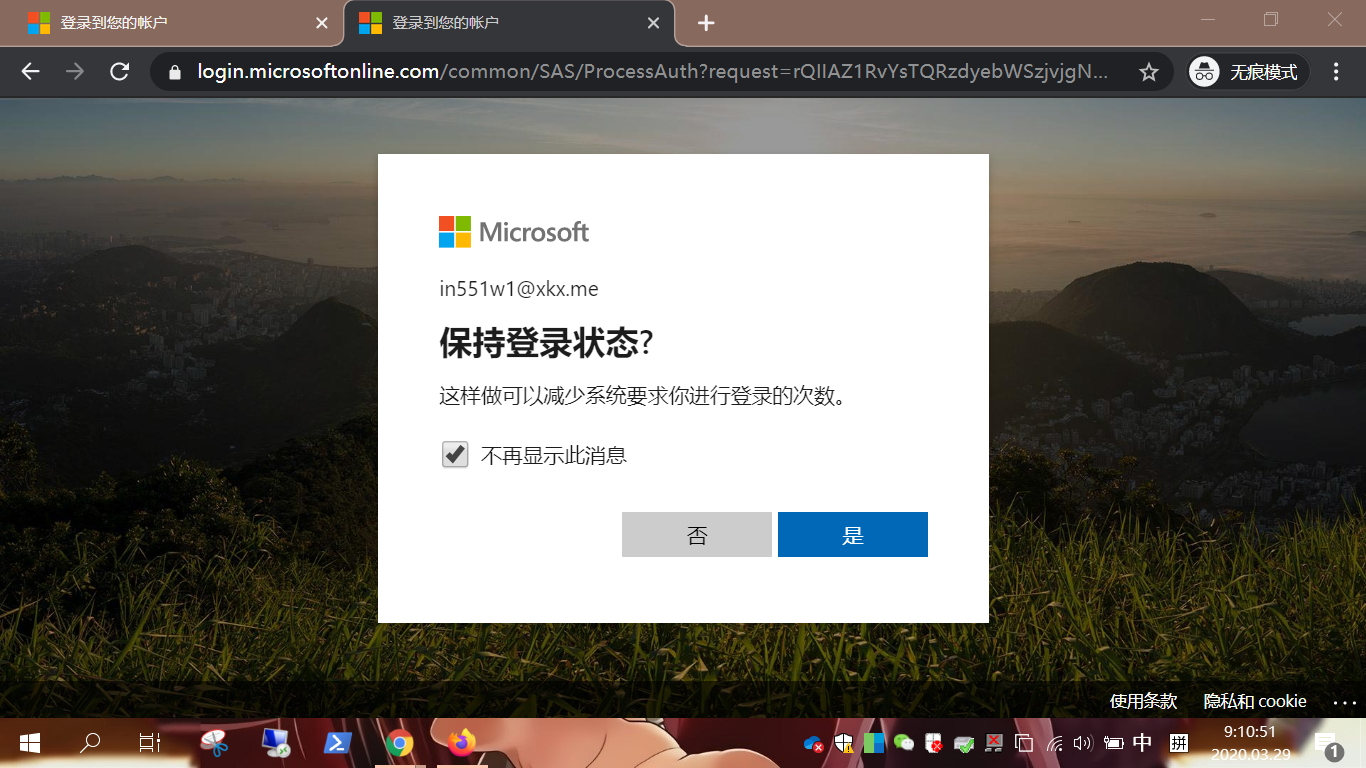 登录到您的帐户
登录到您的帐户
login.microsoftonline.com/common/SAS/ProcessAuth?request=rQIIAZ1RvYsTQRzdyebWSzjvjgN...
无痕模式
Microsoft
in551w1@xkx.me
保持登录状态?
这样做可以减少系统要求你进行登录的次数。
不再显示此消息
否
是
使用条款
隐私和 cookie
...
中
拼
9:10:51
2020.03.29
1